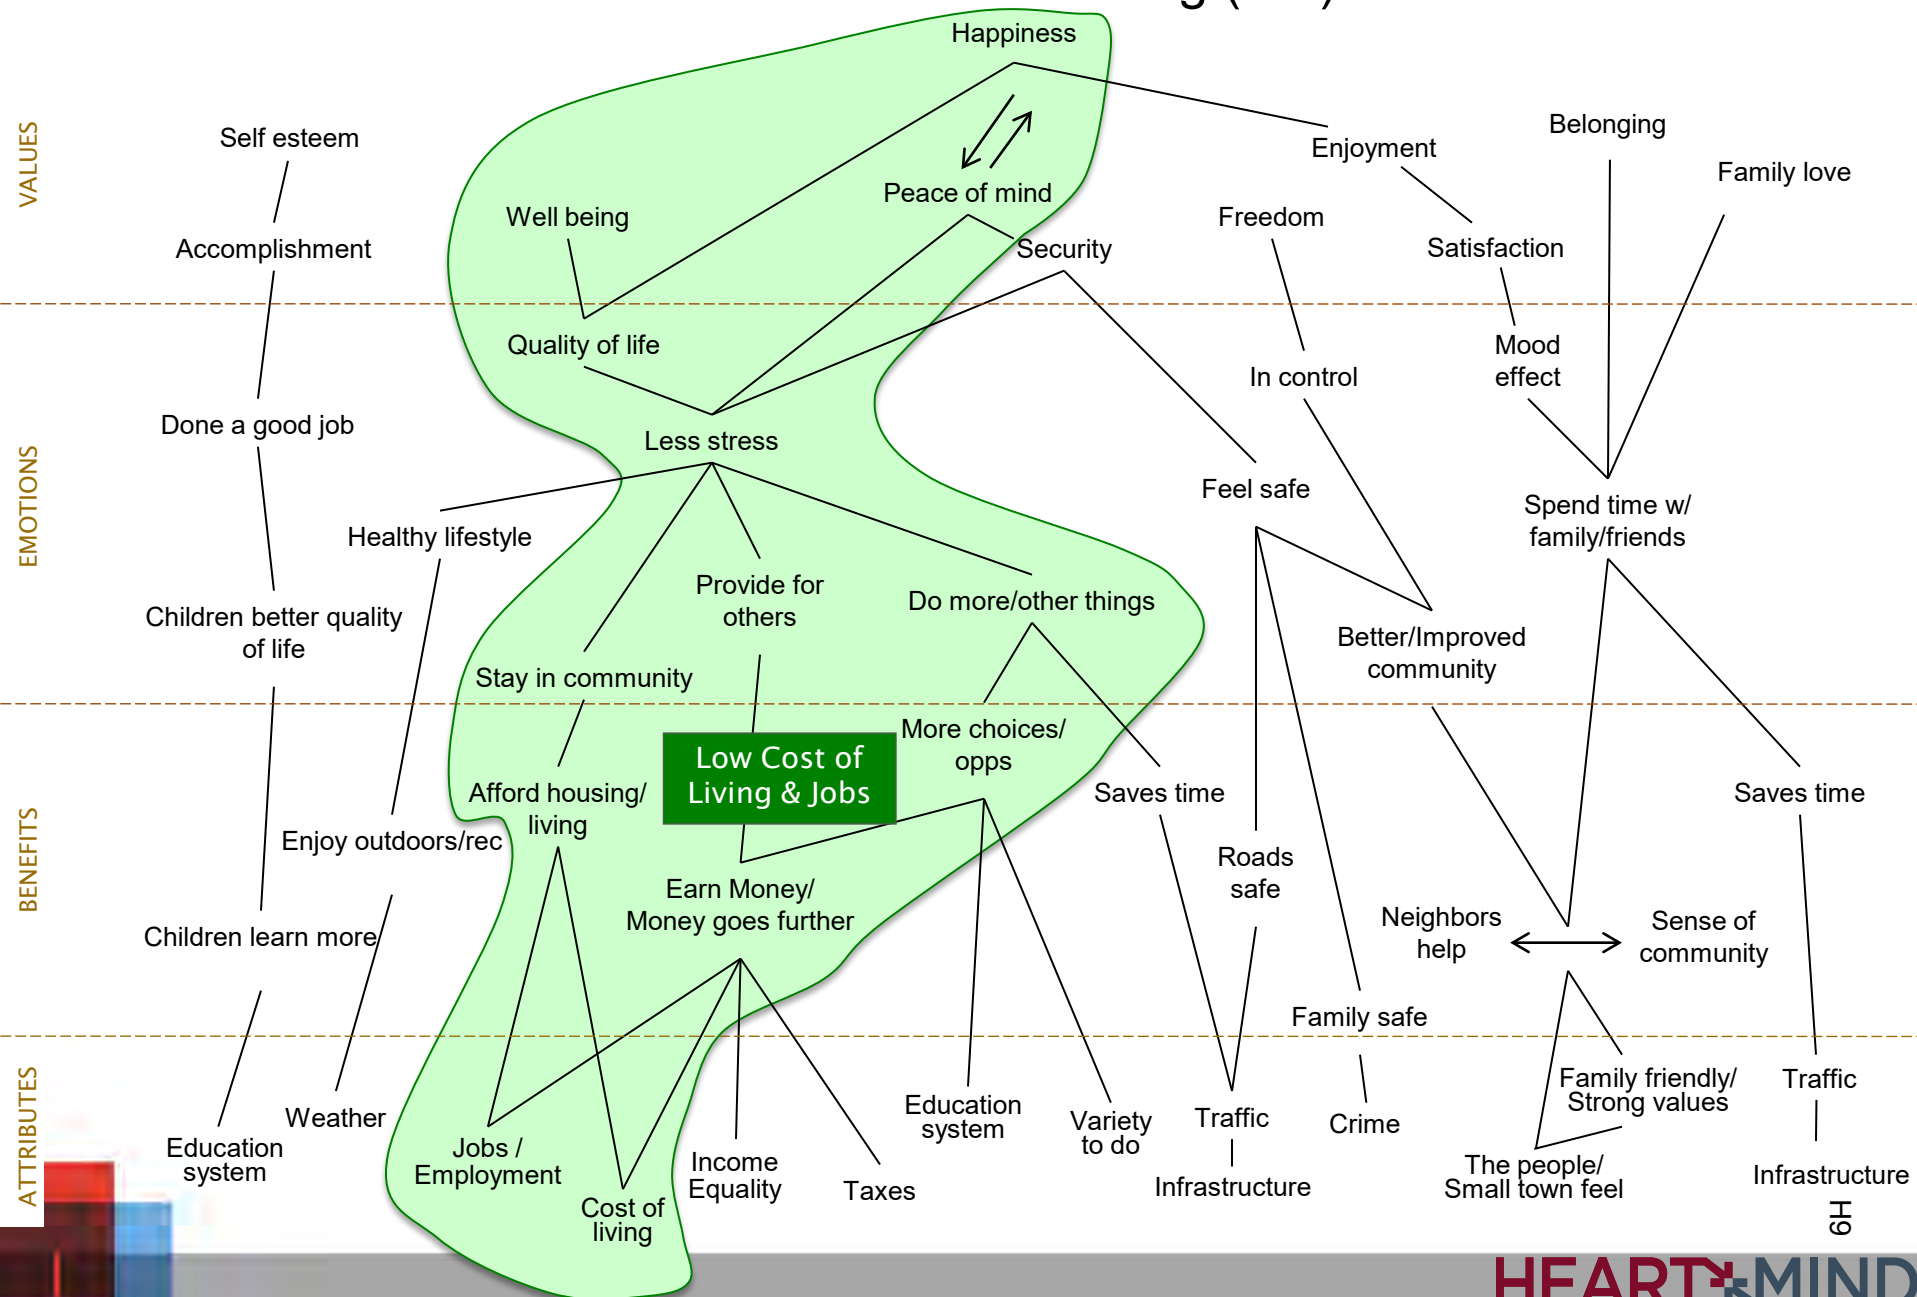 Happiness
VALUES
Self esteem
Enjoyment
Belonging
Family love
Peace of mind
Well being
Freedom
Accomplishment
Security
Satisfaction
EMOTIONS
Quality of life
Mood
effect
In control
Done a good job
Less stress
Feel safe
Spend time w/
family/friends
Healthy lifestyle
Provide for
others
Do more/other things
Children better quality
of life
Better/Improved
community
Stay in community
BENEFITS
Low Cost of
Living & Jobs
More choices/
opps
Afford housing/
living
Saves time
Saves time
Enjoy outdoors/rec
Roads
safe
Earn Money/
Money goes further
Children learn more
Neighbors
help
Sense of
community
Family safe
ATTRIBUTES
Education
system
Weather
Jobs /
Employment
Cost of
living
Income
Equality
Taxes
Education
system
Variety
to do
Traffic
Infrastructure
Crime
Family friendly/
Strong values
The people/
Small town feel
Traffic
Infrastructure
H9
HEART MIND